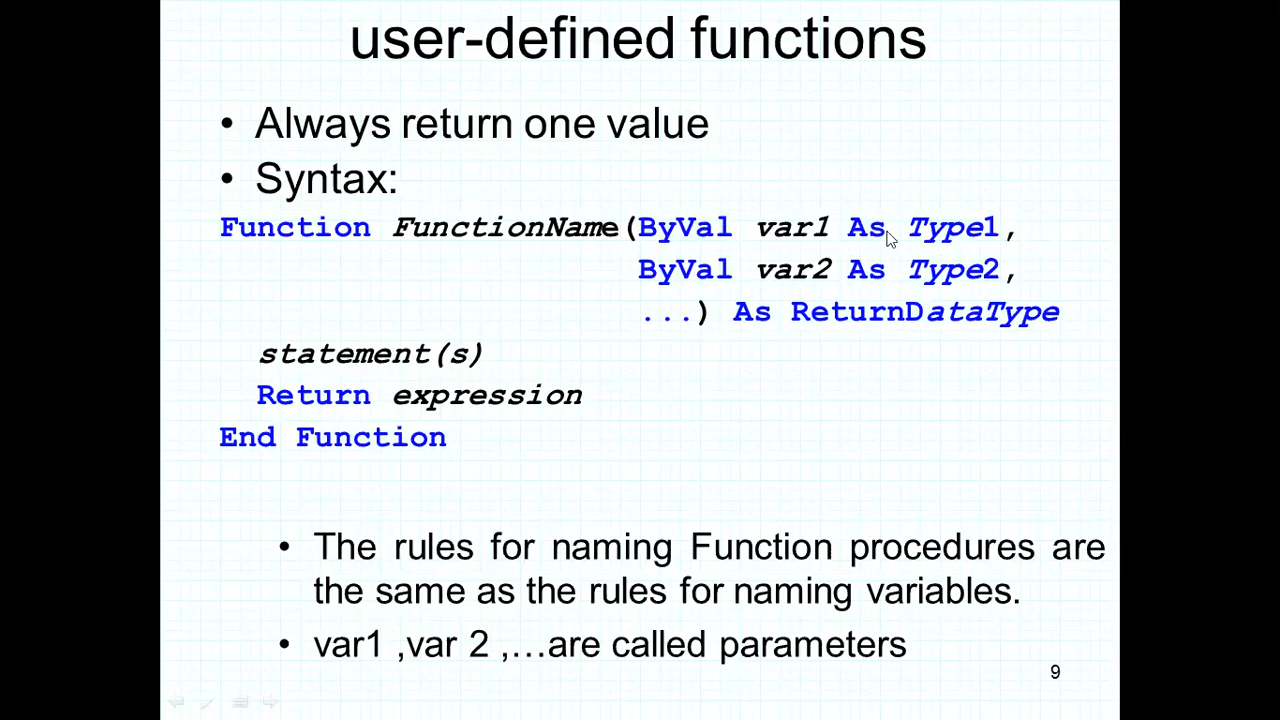 user-defined functions
• Always return one value
• Syntax:
Function FunctionName(ByVal var1 As Type1,
ByVal var2 As Type2,
...) As ReturnDataType
statement(s)
Return expression
End Function
• The rules for naming Function procedures are
the same as the rules for naming variables.
• var1 ,var 2 ,…are called parameters
9